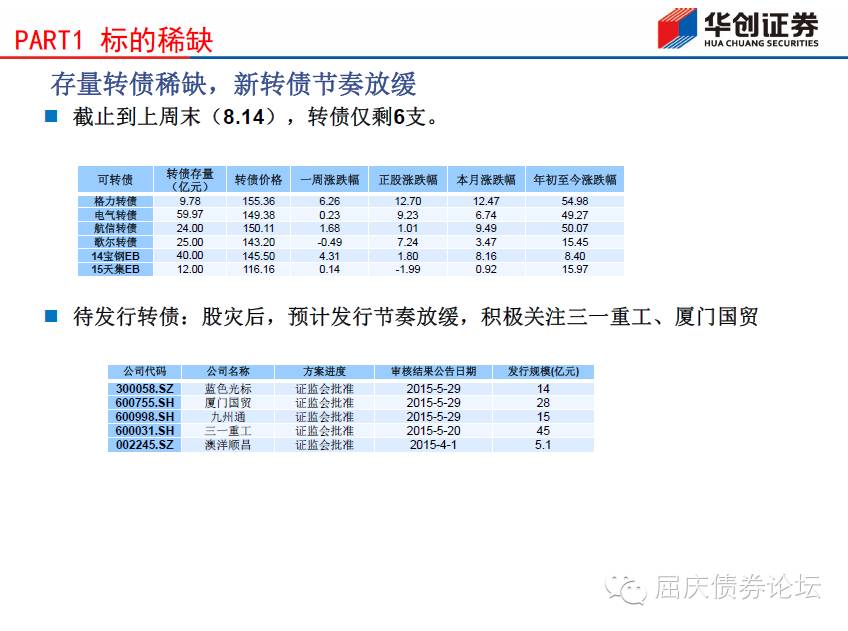 PART1 标的稀缺
华创证券
HUA CHUANG SECURITIES
存量转债稀缺，新转债节奏放缓
截止到上周末（8.14），转债仅剩6支。
可转债 转债存量（亿元） 转债价格 一周涨跌幅 正股涨跌幅 本月涨跌幅 年初至今涨跌幅
格力转债 9.78 155.36 6.26 12.70 12.47 54.98
电气转债 59.97 149.38 0.23 9.23 6.74 49.27
航信转债 24.00 150.11 1.68 1.01 9.49 50.07
歌尔转债 25.00 143.20 -0.49 7.24 3.47 15.45
14宝钢EB 40.00 145.50 4.31 1.80 8.16 8.40
15天集EB 12.00 116.16 0.14 -1.99 0.92 15.97
待发行转债：股灾后，预计发行节奏放缓，积极关注三一重工、厦门国贸
公司代码 公司名称 方案进度 审核结果公告日期 发行规模(亿元)
300058.SZ 蓝色光标 证监会批准 2015-5-29 14
600755.SH 厦门国贸 证监会批准 2015-5-29 28
600998.SH 九州通 证监会批准 2015-5-29 15
600031.SH 三一重工 证监会批准 2015-5-20 45
002245.SZ 澳洋顺昌 证监会批准 2015-4-1 5.1
屈庆债券论坛